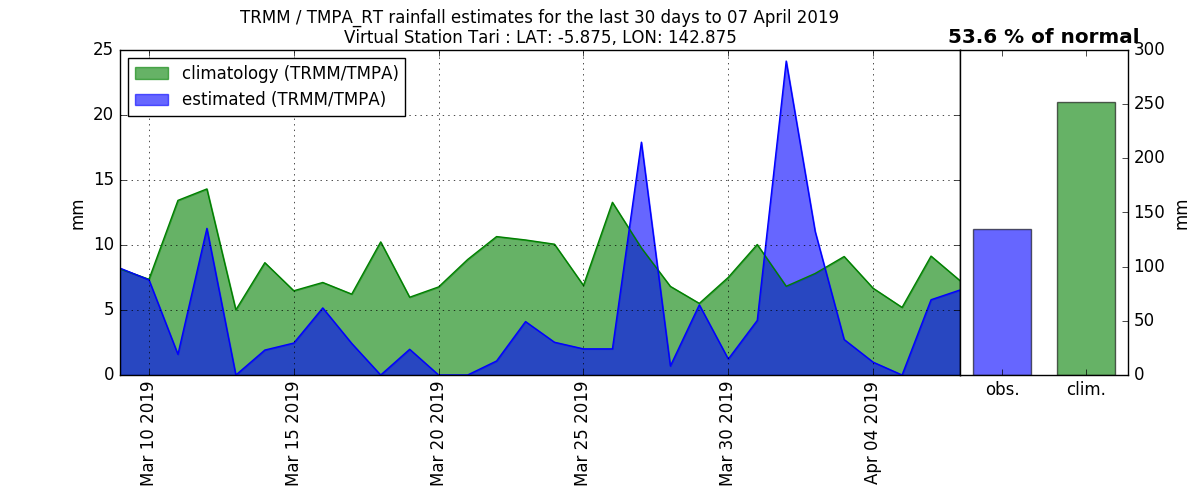 TRMM / TMPA_RT rainfall estimates for the last 30 days to 07 April 2019
Virtual Station Tari : LAT: -5.875, LON: 142.875
53.6 % of normal
climatology (TRMM/TMPA)
estimated (TRMM/TMPA)
mm
25
20
15
10
5
0
Mar 10 2019
Mar 15 2019
Mar 20 2019
Mar 25 2019
Mar 30 2019
Apr 04 2019
obs.
clim.
300
250
200
150
100
50
0
mm